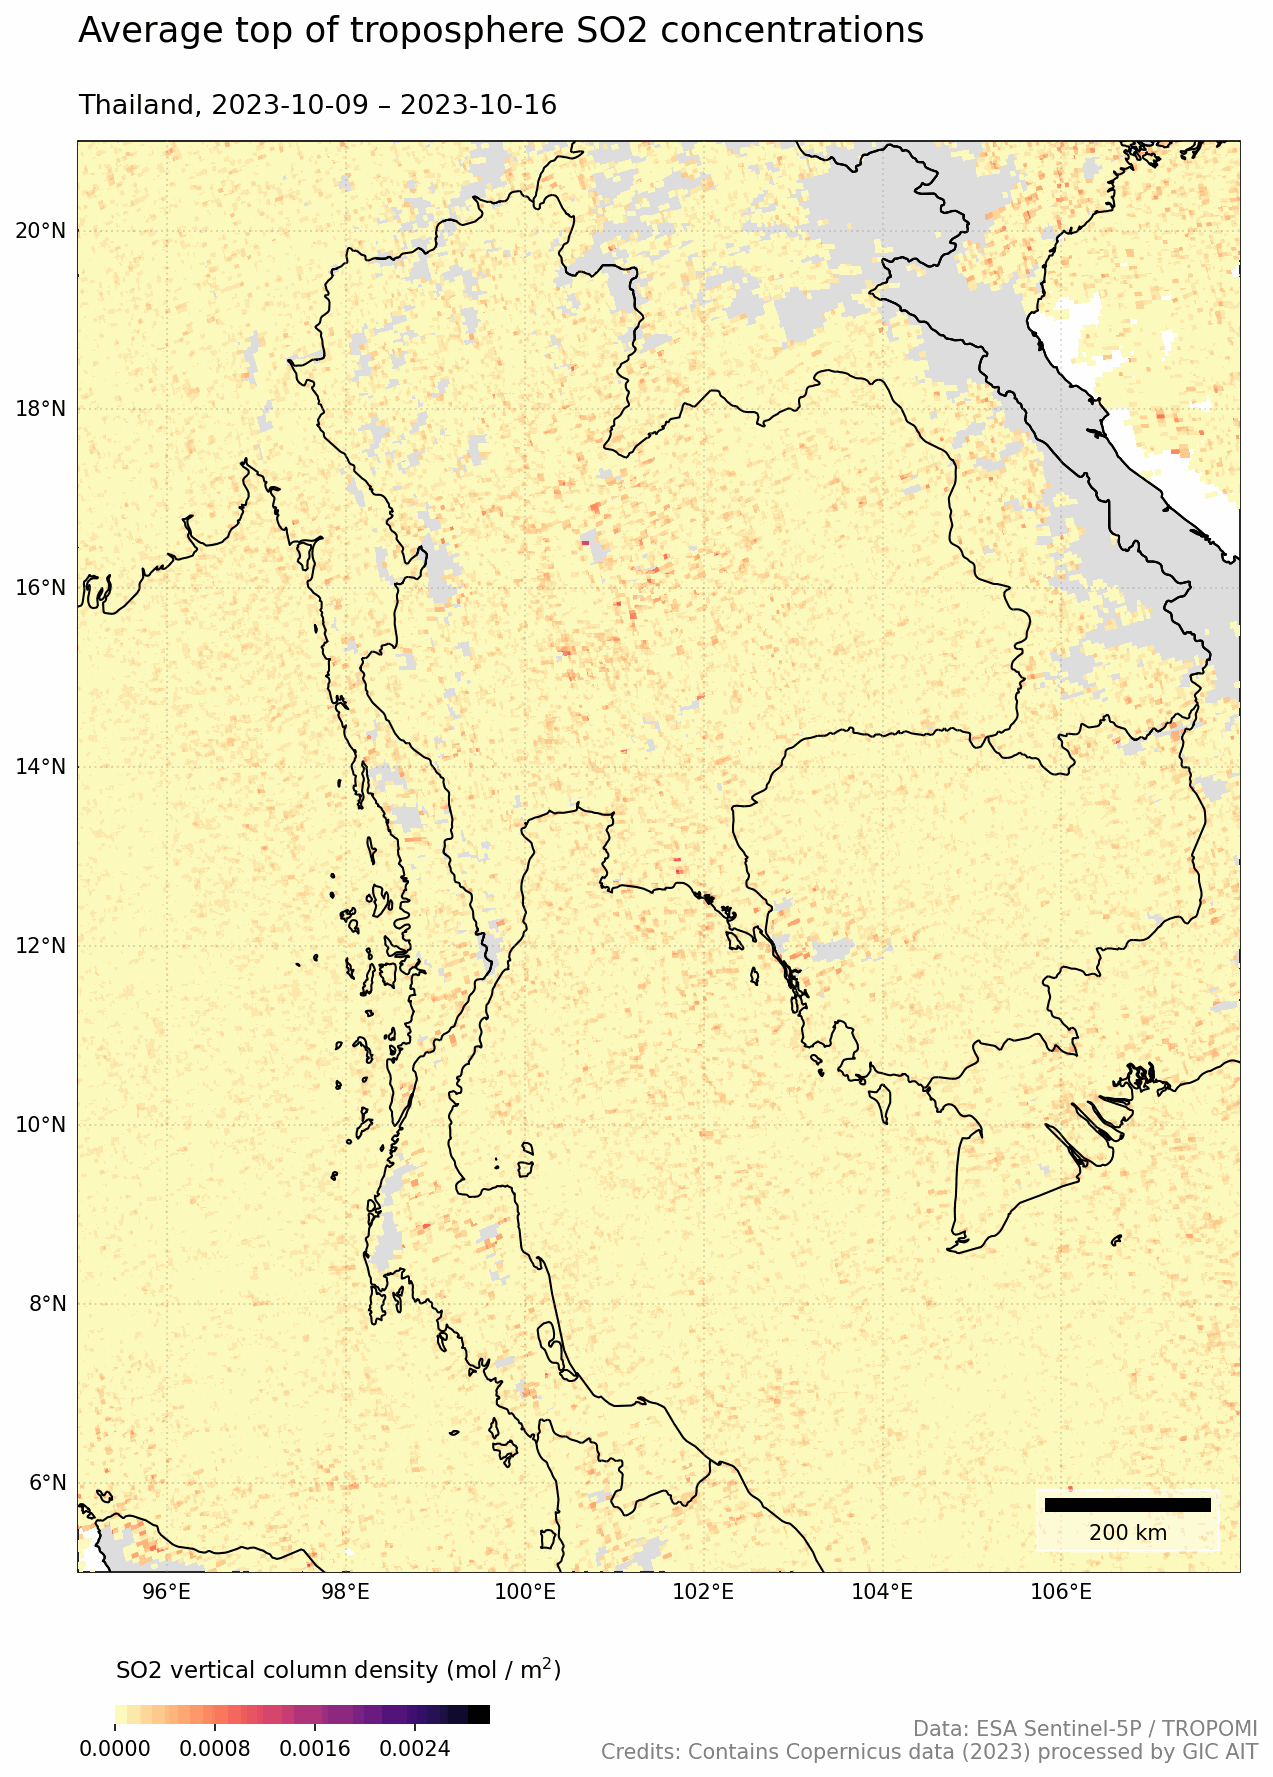 Average top of troposphere SO2 concentrations
Thailand, 2023-10-09 – 2023-10-16
20°N
18°N
16°N
14°N
12°N
10°N
8°N
6°N
200 km
96°E 98°E 100°E 102°E 104°E 106°E
SO2 vertical column density (mol / m²)
0.0000 0.0008 0.0016 0.0024
Data: ESA Sentinel-5P / TROPOMI
Credits: Contains Copernicus data (2023) processed by GIC AIT